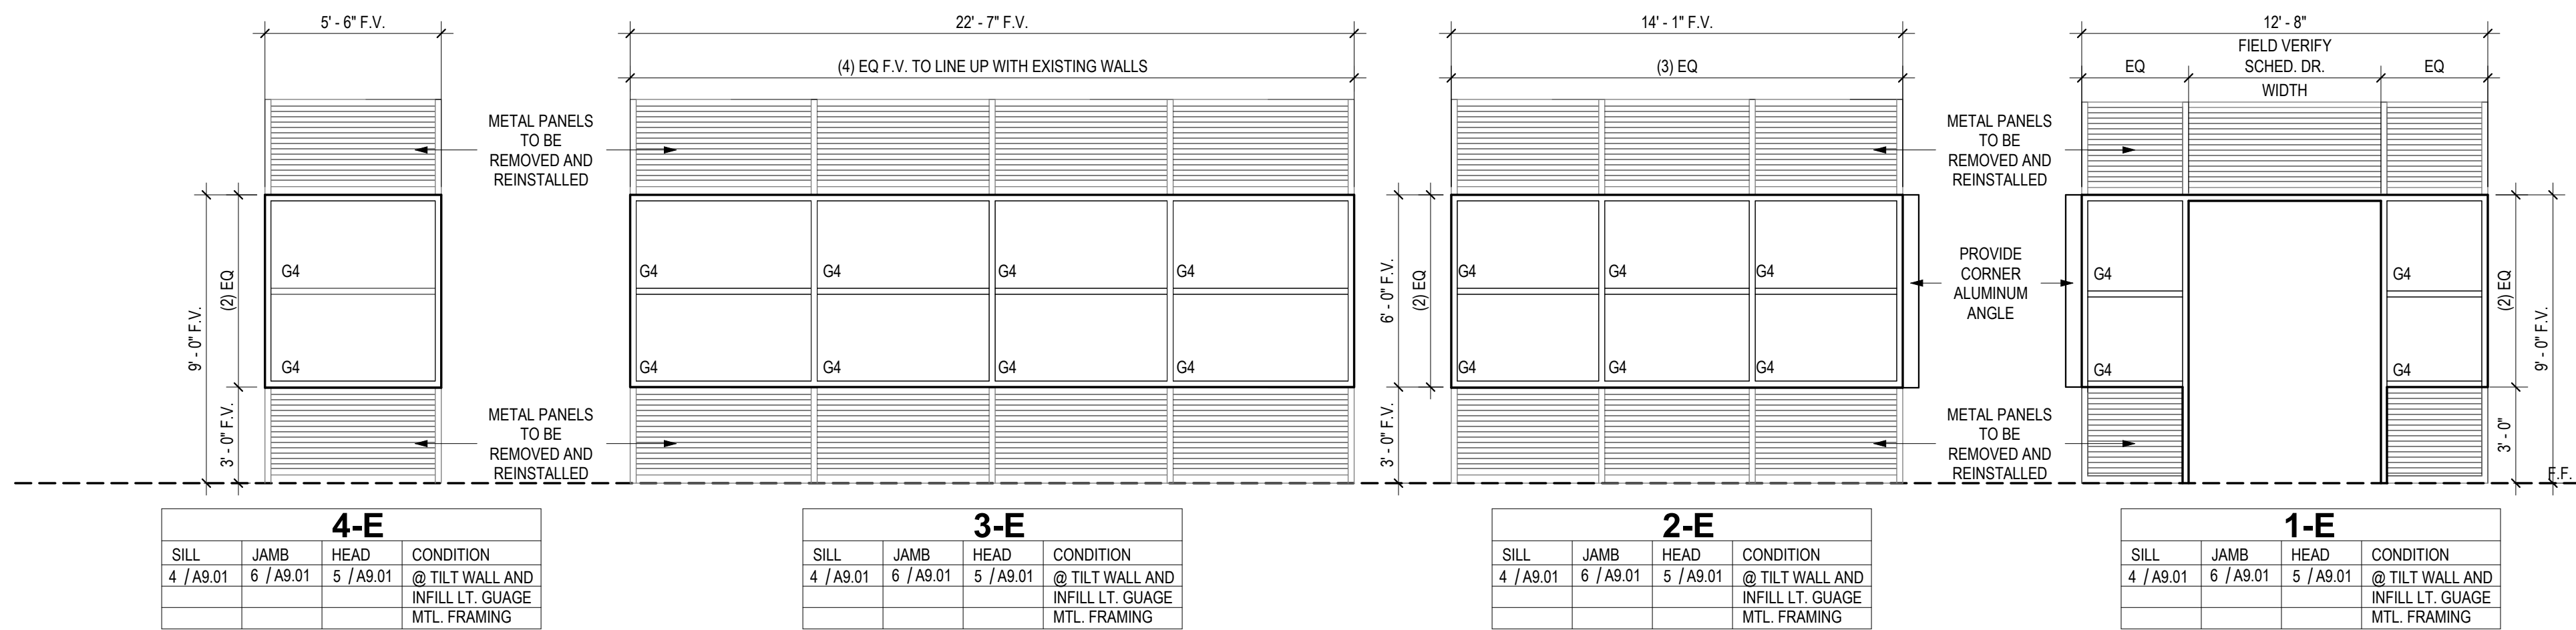 5' - 6" F.V.
22' - 7" F.V.
(4) EQ F.V. TO LINE UP WITH EXISTING WALLS
14' - 1" F.V.
(3) EQ
12' - 8"
FIELD VERIFY
EQ
SCHED. DR.
WIDTH
EQ
METAL PANELS
TO BE
REMOVED AND
REINSTALLED
METAL PANELS
TO BE
REMOVED AND
REINSTALLED
9' - 0" F.V.
(2) EQ
3' - 0" F.V.
G4
G4
G4
G4
G4
G4
G4
G4
G4
G4
6' - 0" F.V.
(2) EQ
3' - 0" F.V.
G4
G4
G4
G4
G4
G4
PROVIDE
CORNER
ALUMINUM
ANGLE
G4
G4
G4
G4
(2) EQ
9' - 0" F.V.
3' - 0"
METAL PANELS
TO BE
REMOVED AND
REINSTALLED
METAL PANELS
TO BE
REMOVED AND
REINSTALLED
F.F.
4-E
SILL JAMB HEAD CONDITION
4 / A9.01 6 / A9.01 5 / A9.01 @ TILT WALL AND
INFILL LT. GUAGE
MTL. FRAMING
3-E
SILL JAMB HEAD CONDITION
4 / A9.01 6 / A9.01 5 / A9.01 @ TILT WALL AND
INFILL LT. GUAGE
MTL. FRAMING
2-E
SILL JAMB HEAD CONDITION
4 / A9.01 6 / A9.01 5 / A9.01 @ TILT WALL AND
INFILL LT. GUAGE
MTL. FRAMING
1-E
SILL JAMB HEAD CONDITION
4 / A9.01 6 / A9.01 5 / A9.01 @ TILT WALL AND
INFILL LT. GUAGE
MTL. FRAMING